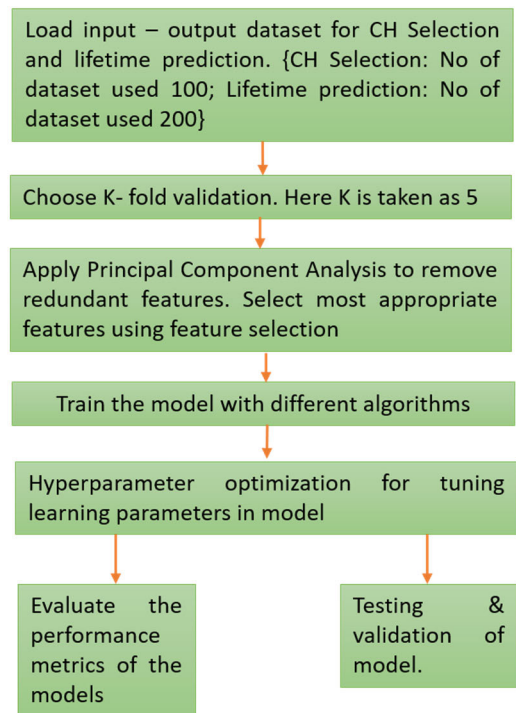 Load input – output dataset for CH Selection
and lifetime prediction. {CH Selection: No of
dataset used 100; Lifetime prediction: No of
dataset used 200}
Choose K- fold validation. Here K is taken as 5
Apply Principal Component Analysis to remove
redundant features. Select most appropriate
features using feature selection
Train the model with different algorithms
Hyperparameter optimization for tuning
learning parameters in model
Evaluate the
performance
metrics of the
models
Testing &
validation of
model.